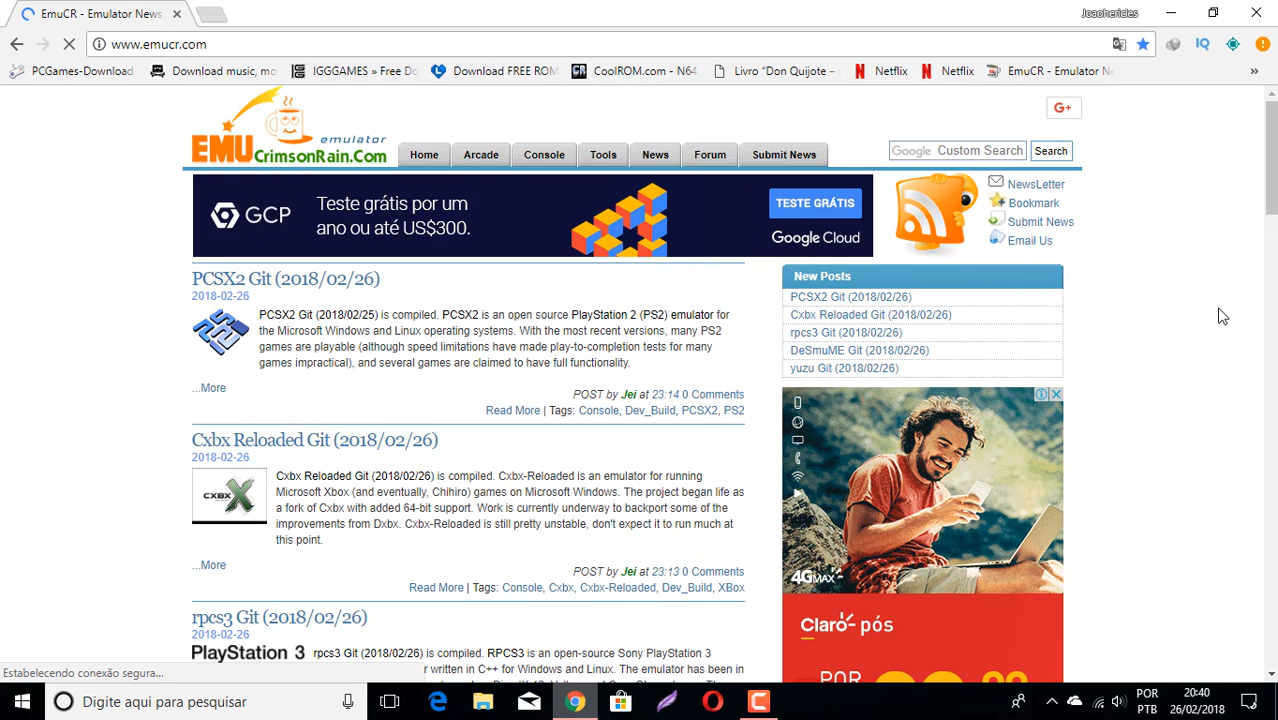 EmuCR - Emulator News
Joaohericles
www.emucr.com
PCGames-Download
Download music, mo
IGGGAMES » Free Do
Download FREE ROM
CoolROM.com - N64
Livro "Don Quijote –
Netflix
Netflix
EmuCR - Emulator Ne
»
EMU emulator
CrimsonRain.Com
Home
Arcade
Console
Tools
News
Forum
Submit News
G+
Google Custom Search
Search
GCP
Teste grátis por um
ano ou até US$300.
TESTE GRÁTIS
Google Cloud
NewsLetter
Bookmark
Submit News
Email Us
PCSX2 Git (2018/02/26)
2018-02-26
PCSX2 Git (2018/02/25) is compiled. PCSX2 is an open source PlayStation 2 (PS2) emulator for
the Microsoft Windows and Linux operating systems. With the most recent versions, many PS2
games are playable (although speed limitations have made play-to-completion tests for many
games impractical), and several games are claimed to have full functionality.
...More
POST by Jei at 23:14 0 Comments
Read More | Tags: Console, Dev_Build, PCSX2, PS2
Cxbx Reloaded Git (2018/02/26)
2018-02-26
CXBX
Cxbx Reloaded Git (2018/02/26) is compiled. Cxbx-Reloaded is an emulator for running
Microsoft Xbox (and eventually, Chihiro) games on Microsoft Windows. The project began life as
a fork of Cxbx with added 64-bit support. Work is currently underway to backport some of the
improvements from Dxbx. Cxbx-Reloaded is still pretty unstable, don't expect it to run much at
this point.
...More
POST by Jei at 23:13 0 Comments
Read More | Tags: Console, Cxbx, Cxbx-Reloaded, Dev_Build, XBox
rpcs3 Git (2018/02/26)
2018-02-26
PlayStation 3
rpcs3 Git (2018/02/26) is compiled. RPCS3 is an open-source Sony PlayStation 3
r written in C++ for Windows and Linux. The emulator has been in
New Posts
PCSX2 Git (2018/02/26)
Cxbx Reloaded Git (2018/02/26)
rpcs3 Git (2018/02/26)
DeSmuME Git (2018/02/26)
yuzu Git (2018/02/26)
4GMAX
Claro pós
POR
Estabelecendo conexão segura...
Digite aqui para pesquisar
POR
PTB
20:40
26/02/2018